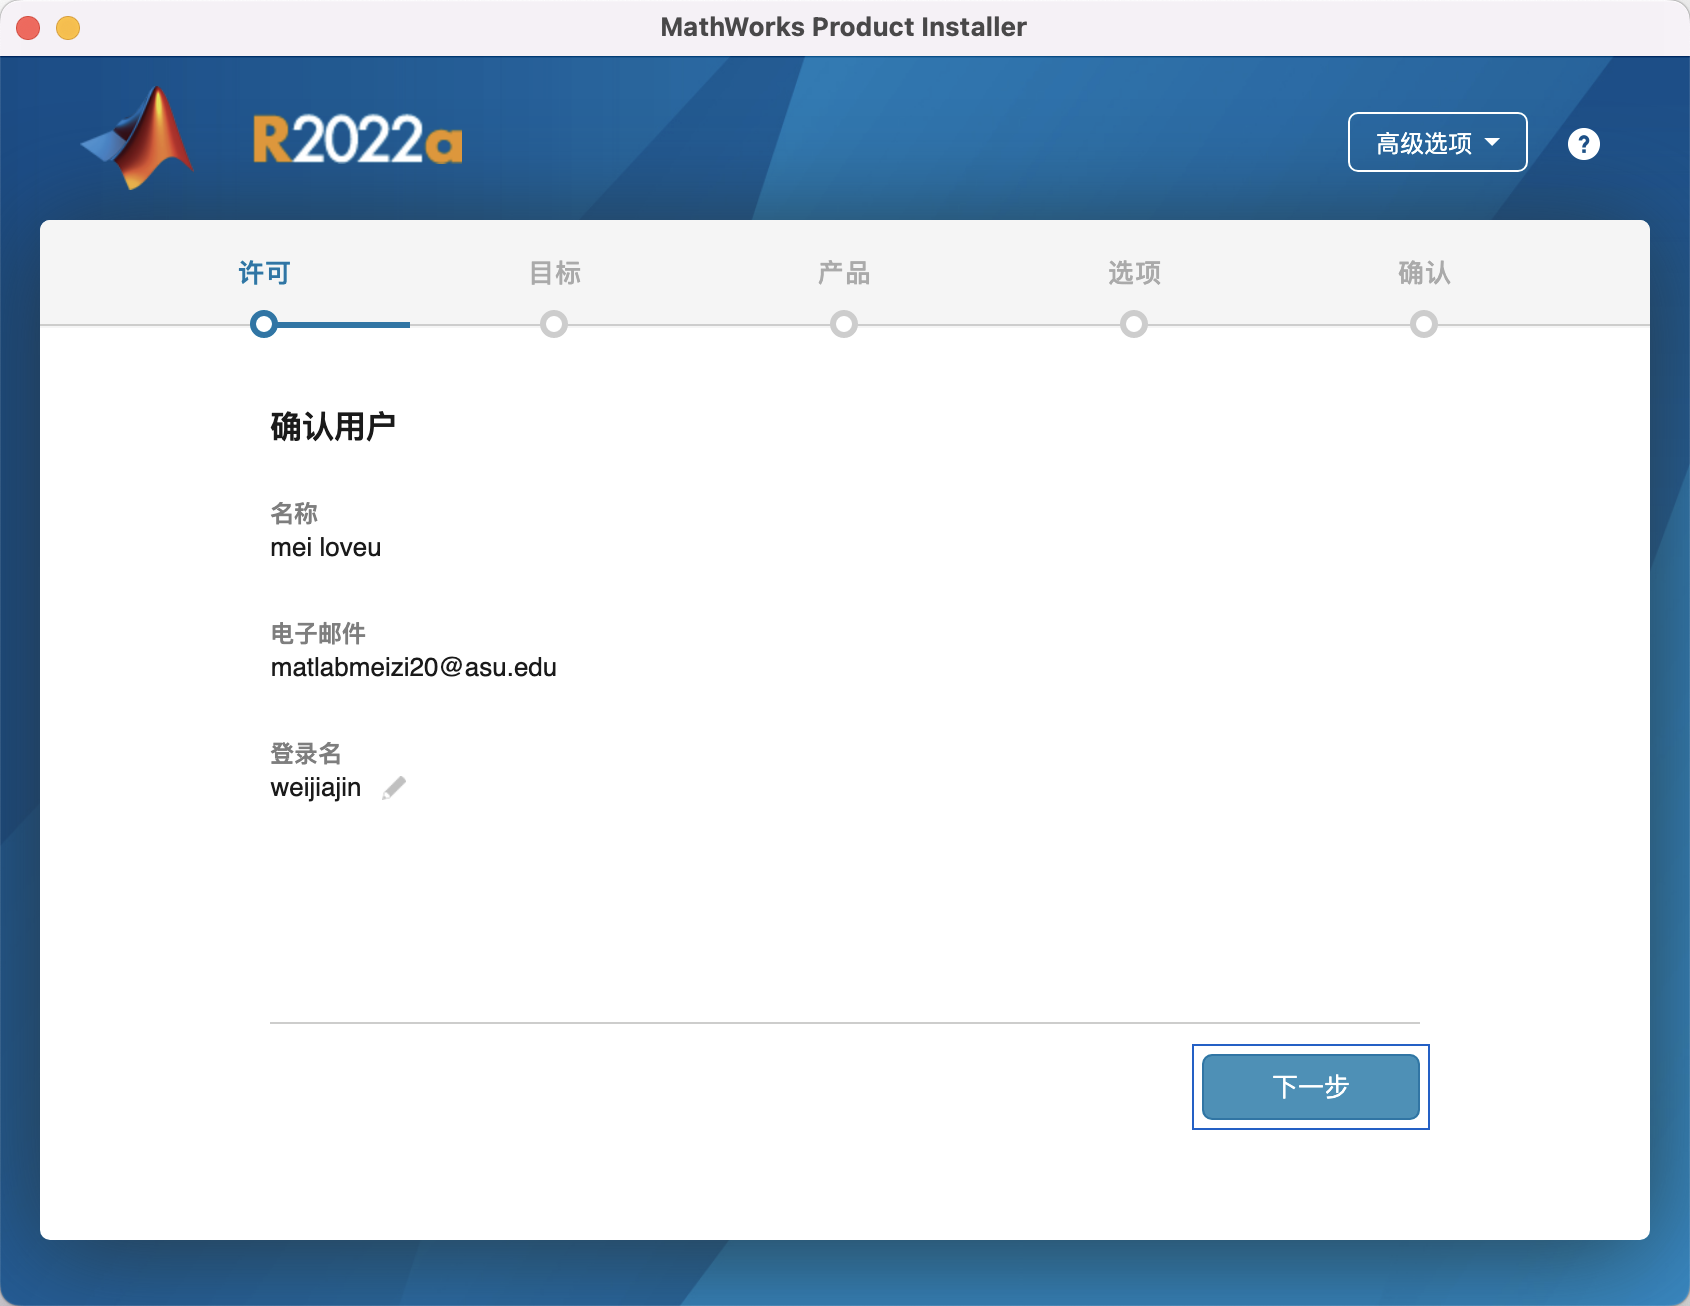 MathWorks Product Installer
R2022a
高级选项
?
许可
目标
产品
选项
确认
确认用户
名称
mei loveu
电子邮件
matlabmeizi20@asu.edu
登录名
weijiajin
下一步